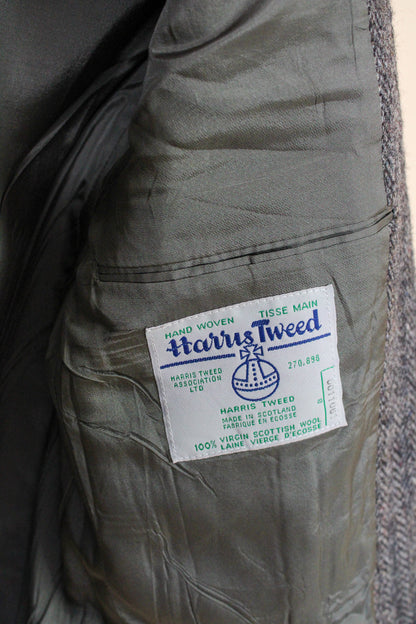 HAND WOVEN TISSE MAIN
Harris Tweed
HARRIS TWEED
ASSOCIATION
LTD
270,896
HARRIS TWEED
MADE IN SCOTLAND
FABRIQUE EN ECOSSE
100% VIRGIN SCOTTISH WOOL
LAINE VIERGE D'ECOSSE